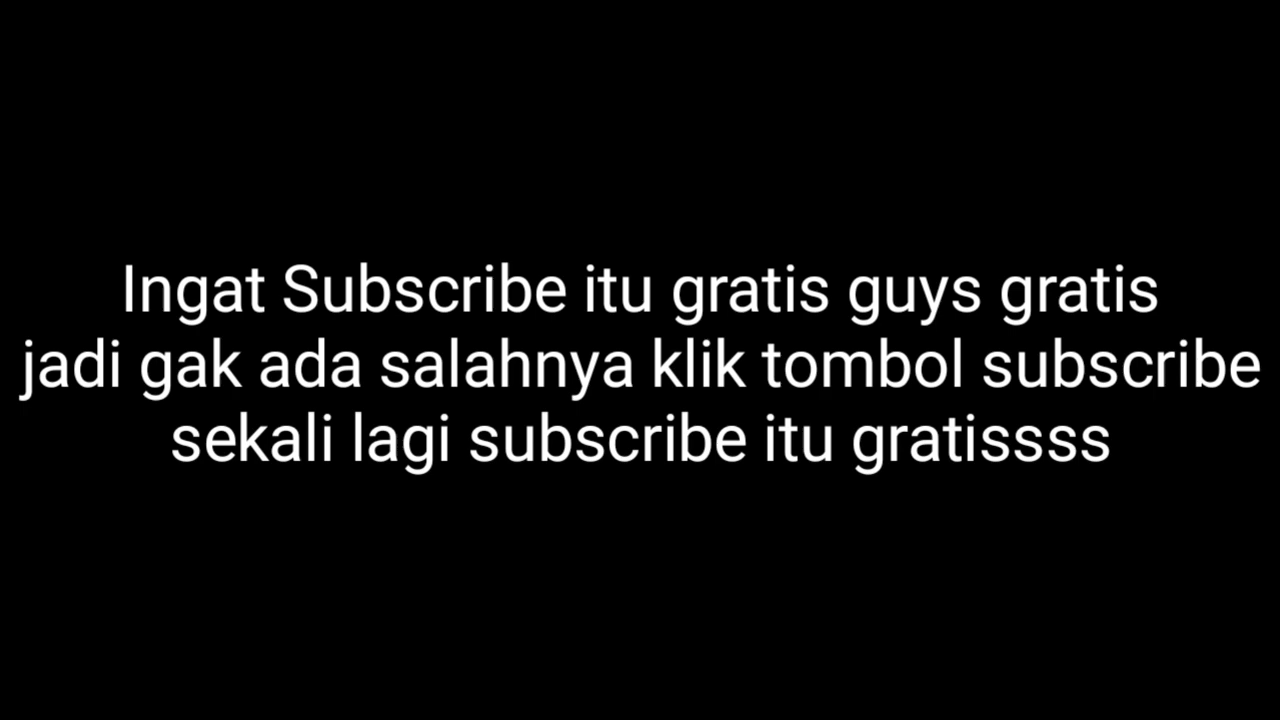 Ingat Subscribe itu gratis guys gratis
jadi gak ada salahnya klik tombol subscribe
sekali lagi subscribe itu gratissss